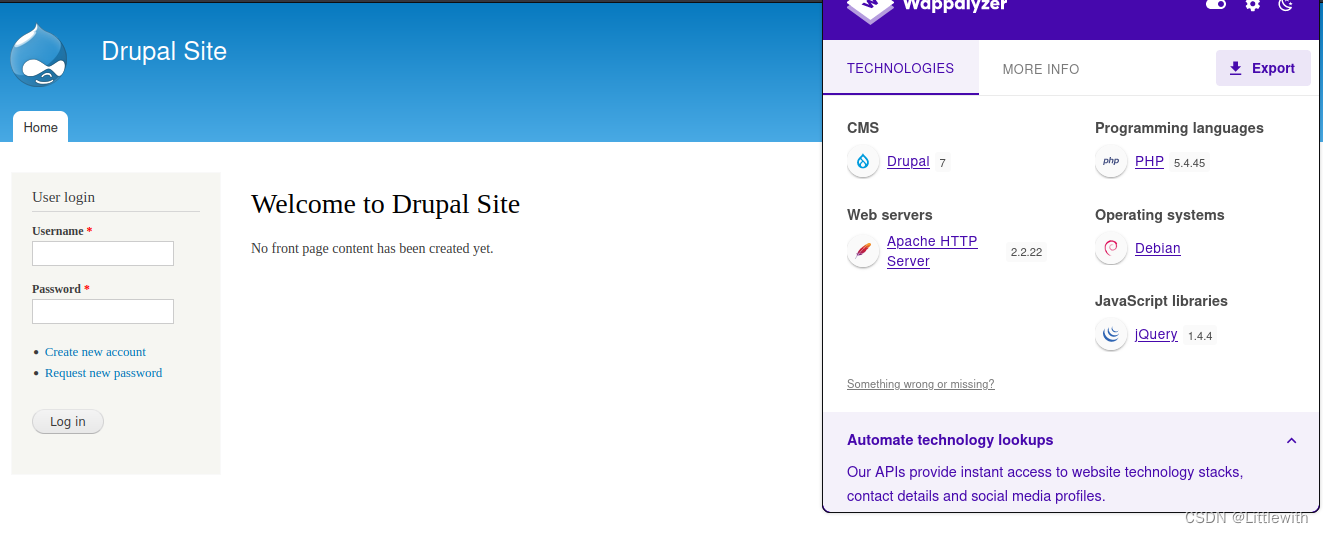 Drupal Site
Home
User login
Username *
Password *
Create new account
Request new password
Log in
Welcome to Drupal Site
No front page content has been created yet.
Wappalyzer
TECHNOLOGIES
MORE INFO
Export
CMS
Drupal 7
Programming languages
php PHP 5.4.45
Web servers
Apache HTTP
Server
2.2.22
Operating systems
Debian
JavaScript libraries
jQuery 1.4.4
Something wrong or missing?
Automate technology lookups
Our APIs provide instant access to website technology stacks,
contact details and social media profiles.
CSDN @Littlewith